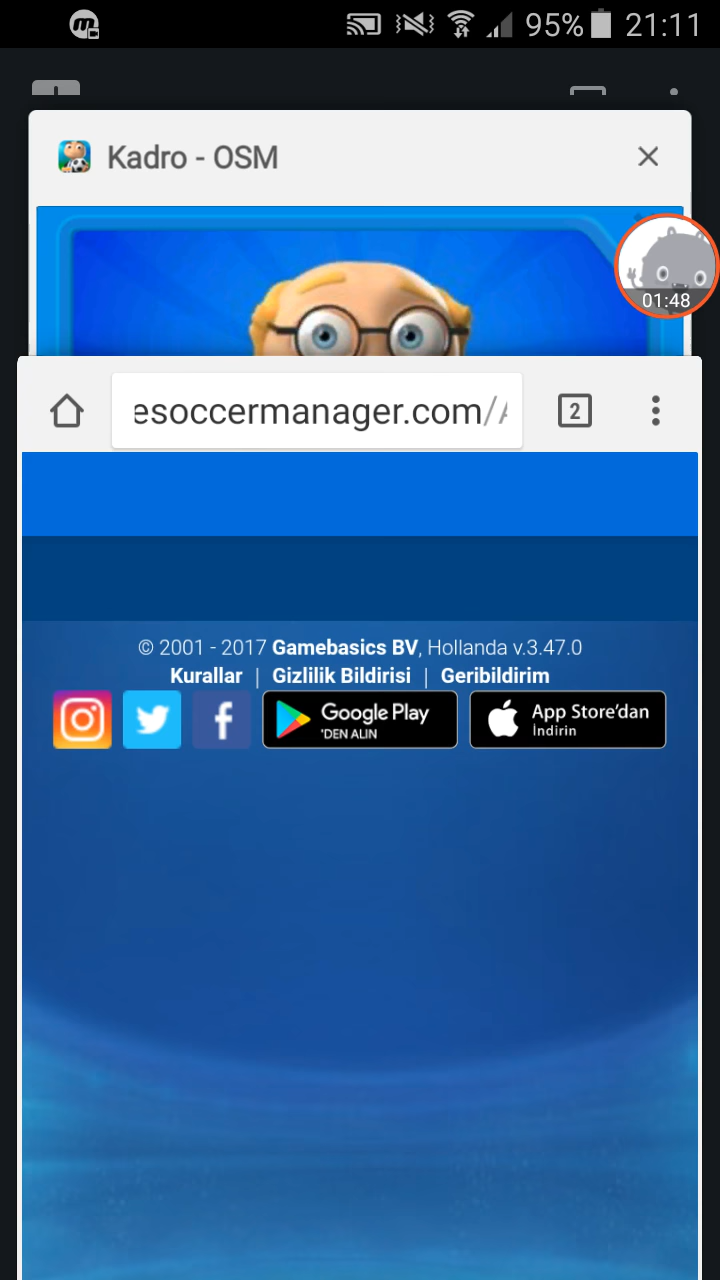 95% 21:11
Kadro - OSM
01:48
esoccermanager.com/
2
© 2001 - 2017 Gamebasics BV, Hollanda v.3.47.0
Kurallar | Gizlilik Bildirisi | Geribildirim
Google Play
'DEN ALIN
App Store'dan
İndirin